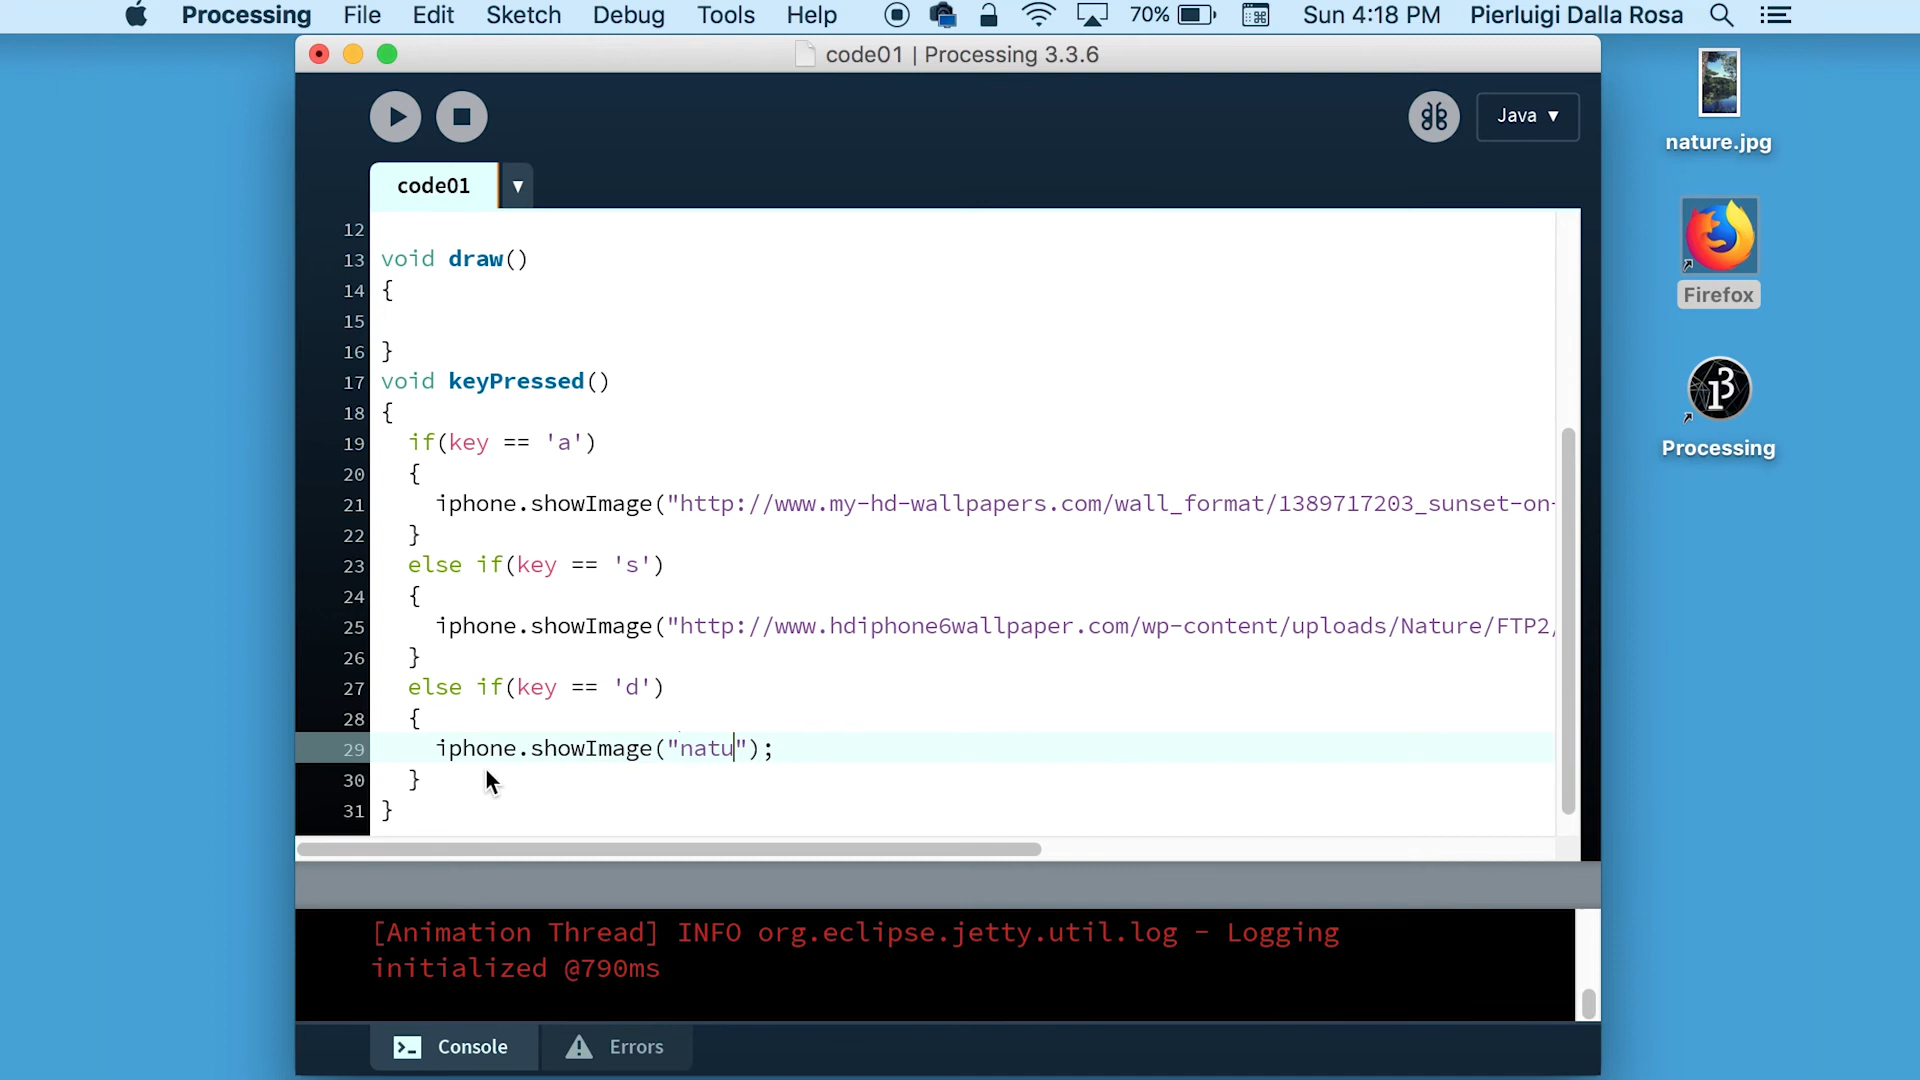 Processing File Edit Sketch Debug Tools Help 70% Sun 4:18 PM Pierluigi Dalla Rosa
code01 | Processing 3.3.6
nature.jpg
Java ▼
code01 ▼
12
13 void draw()
14 {
15
16 }
17 void keyPressed()
18 {
19 if(key == 'a')
20 {
21 iphone.showImage("http://www.my-hd-wallpapers.com/wall_format/1389717203_sunset-on-
22 }
23 else if(key == 's')
24 {
25 iphone.showImage("http://www.hdiphone6wallpaper.com/wp-content/uploads/Nature/FTP2/
26 }
27 else if(key == 'd')
28 {
29 iphone.showImage("natu");
30 }
31 }
Firefox
Processing
[Animation Thread] INFO org.eclipse.jetty.util.log - Logging
initialized @790ms
Console Errors